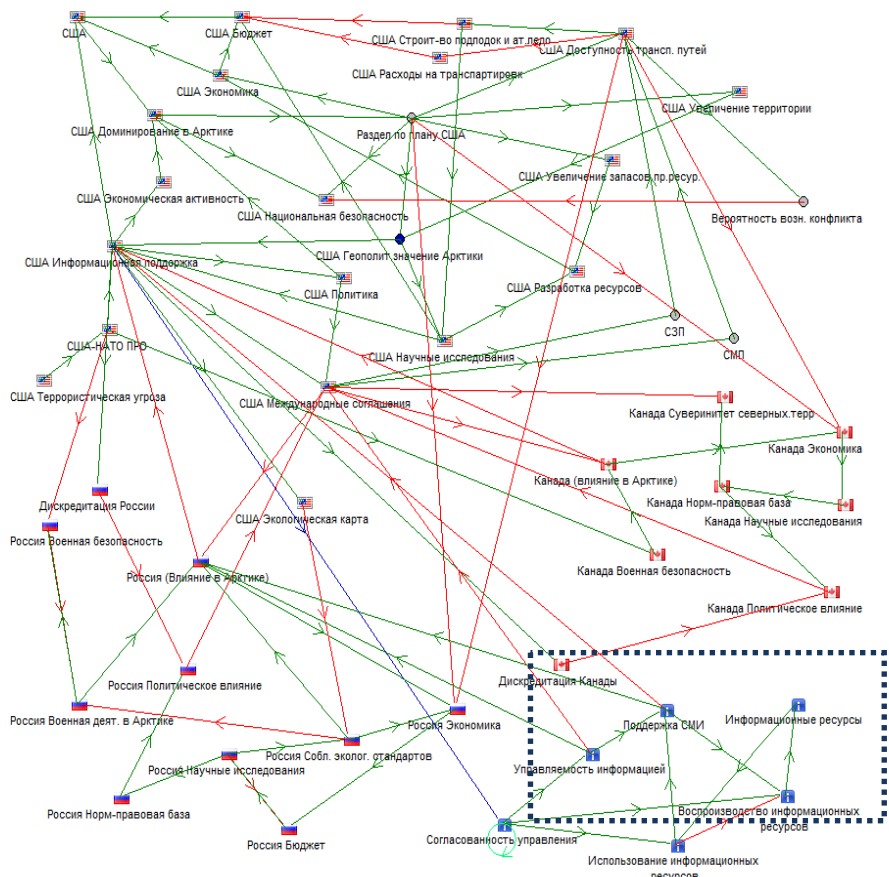 США
США Бюджет
США Строит-во подлодок и ат.ледо
США Доступность трансп. путей
США Расходы на транспартировк
США Экономика
США Увеличение территории
США Доминирование в Арктике
Раздел по плану США
США Увеличение запасов пр.ресур.
США Экономическая активность
США Национальная безопасность
Вероятность возн. конфликта
США Информационная поддержка
США Геополит значение Арктики
США Политика
США Разработка ресурсов
СЗП
США-НАТО ПРО
США Научные исследования
СМП
США Террористическая угроза
США Международные соглашения
Канада Суверинитет северных.терр
Канада Экономика
Канада (влияние в Арктике)
Канада Норм-правовая база
Дискредитация России
США Экологическая карта
Канада Научные исследования
Россия Военная безопасность
Россия (Влияние в Арктике)
Канада Военная безопасность
Канада Политическое влияние
Россия Политическое влияние
Дискредитация Канады
Россия Военная деят. в Арктике
Россия Экономика
Поддержка СМИ
Информационные ресурсы
Россия Собл. эколог. стандартов
Россия Научные исследования
Управляемость информацией
Россия Норм-правовая база
Воспроизводство информационных
ресурсов
Россия Бюджет
Согласованность управления
Использование информационных
ресурсов